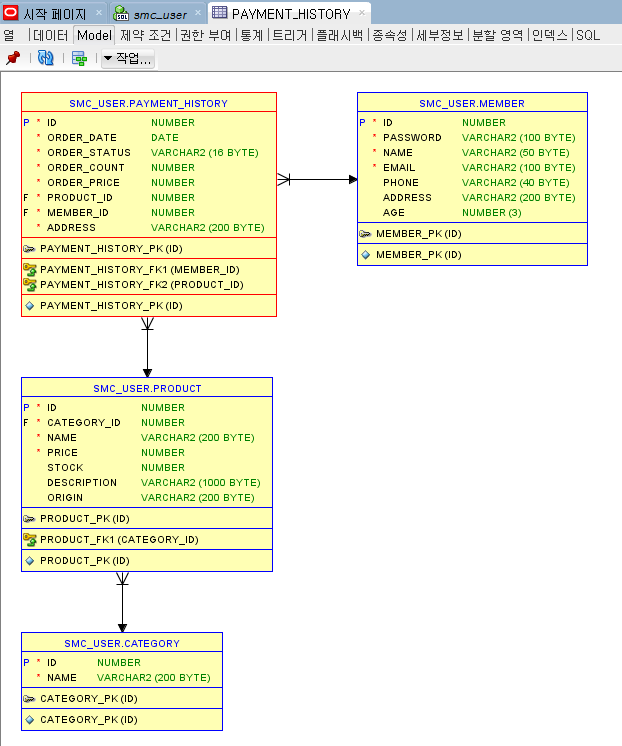 시작 페이지 × smc_user × PAYMENT_HISTORY ×
열 |데이터 |Model |제약 조건 |권한 부여 |통계 |트리거 |플래시백 |종속성 |세부정보 |분할 영역 |인덱스 |SQL
작업...
SMC_USER.PAYMENT_HISTORY
P * ID NUMBER
* ORDER_DATE DATE
* ORDER_STATUS VARCHAR2 (16 BYTE)
* ORDER_COUNT NUMBER
* ORDER_PRICE NUMBER
F * PRODUCT_ID NUMBER
F * MEMBER_ID NUMBER
* ADDRESS VARCHAR2 (200 BYTE)
PAYMENT_HISTORY_PK (ID)
PAYMENT_HISTORY_FK1 (MEMBER_ID)
PAYMENT_HISTORY_FK2 (PRODUCT_ID)
PAYMENT_HISTORY_PK (ID)
SMC_USER.MEMBER
P * ID NUMBER
* PASSWORD VARCHAR2 (100 BYTE)
* NAME VARCHAR2 (50 BYTE)
* EMAIL VARCHAR2 (100 BYTE)
PHONE VARCHAR2 (40 BYTE)
ADDRESS VARCHAR2 (200 BYTE)
AGE NUMBER (3)
MEMBER_PK (ID)
MEMBER_PK (ID)
SMC_USER.PRODUCT
P * ID NUMBER
F * CATEGORY_ID NUMBER
* NAME VARCHAR2 (200 BYTE)
* PRICE NUMBER
STOCK NUMBER
DESCRIPTION VARCHAR2 (1000 BYTE)
ORIGIN VARCHAR2 (200 BYTE)
PRODUCT_PK (ID)
PRODUCT_FK1 (CATEGORY_ID)
PRODUCT_PK (ID)
SMC_USER.CATEGORY
P * ID NUMBER
* NAME VARCHAR2 (200 BYTE)
CATEGORY_PK (ID)
CATEGORY_PK (ID)